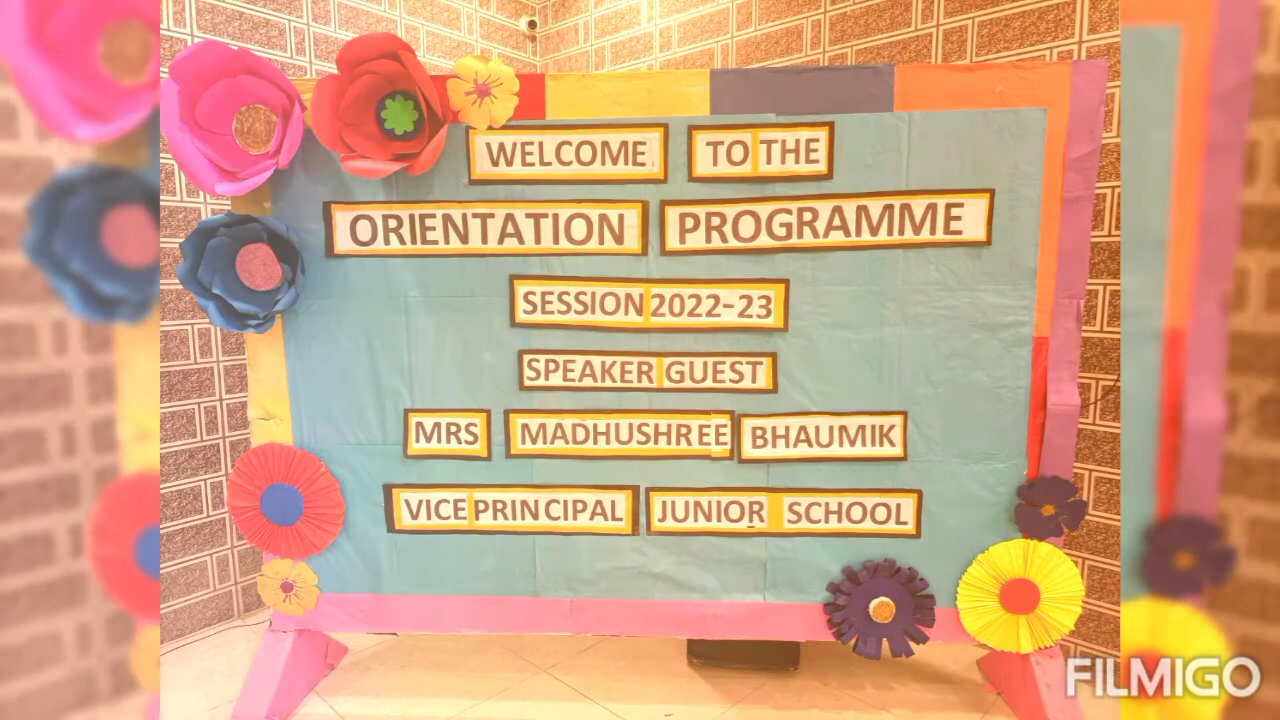 WELCOME TO THE
ORIENTATION PROGRAMME
SESSION 2022-23
SPEAKER GUEST
MRS MADHUSHREE BHAUMIK
VICE PRINCIPAL JUNIOR SCHOOL
FILMIGO